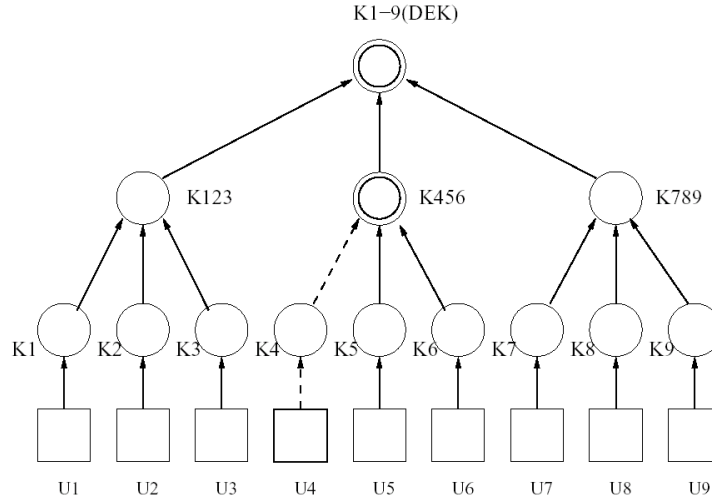 K1−9(DEK)
K123 K456 K789
K1 K2 K3 K4 K5 K6 K7 K8 K9
U1 U2 U3 U4 U5 U6 U7 U8 U9